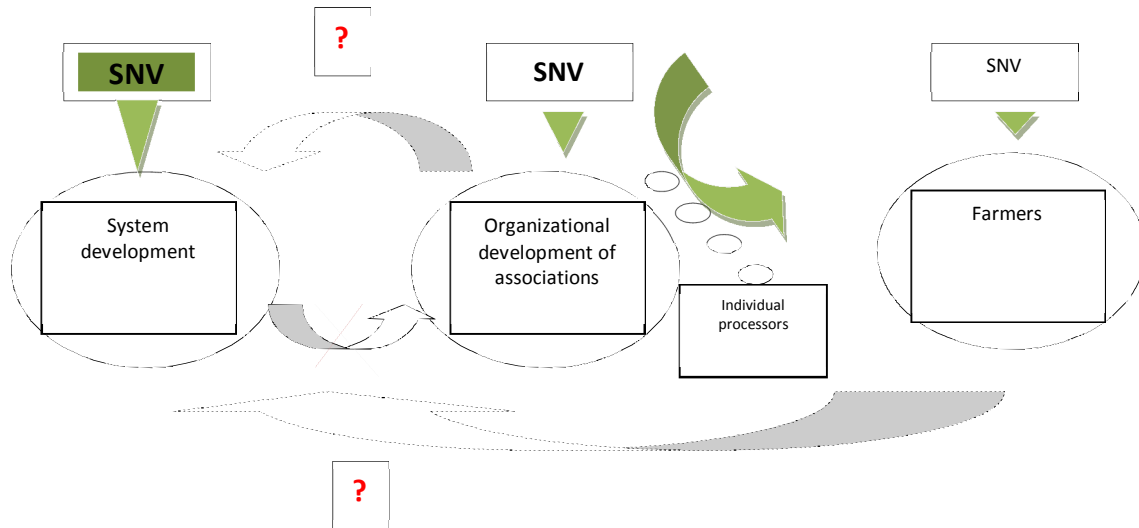 ?
SNV
SNV
SNV
System
development
Organizational
development of
associations
Farmers
Individual
processors
?